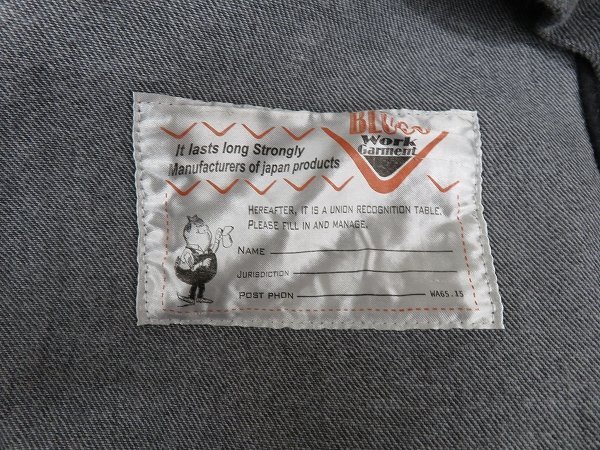 It lasts long Strongly
Manufacturers of japan products
BLUE
Work
Garment
HEREAFTER, IT IS A UNION RECOGNITION TABLE.
PLEASE FILL IN AND MANAGE.
NAME
JURISDICTION
POST PHON
WA65.15